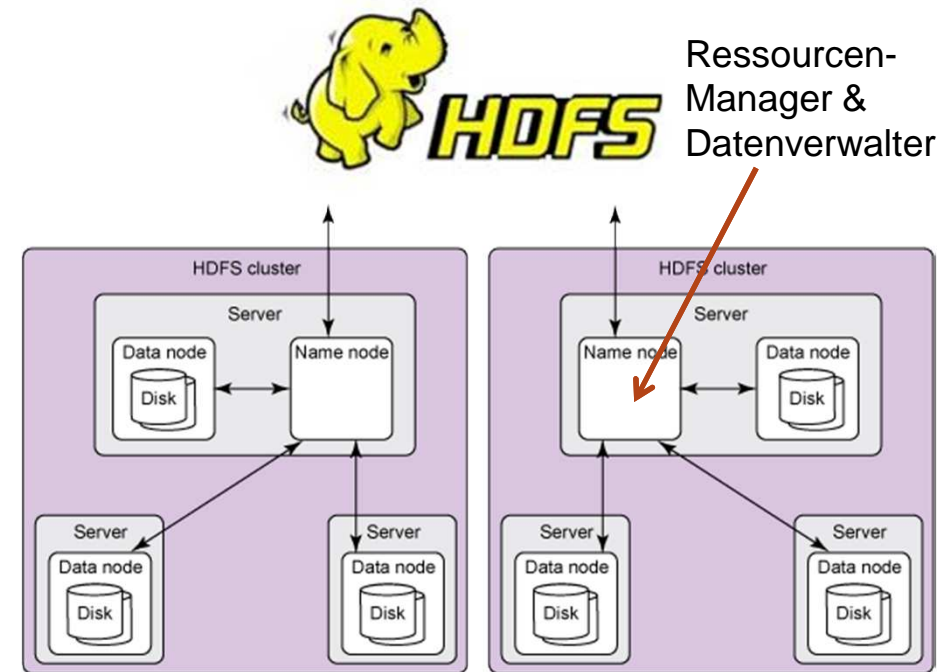 HDFS
Ressourcen-
Manager &
Datenverwalter
HDFS cluster
Server
Data node
Disk
Name node
Server
Data node
Disk
Server
Data node
Disk
HDFS cluster
Server
Name node
Data node
Disk
Server
Data node
Disk
Server
Data node
Disk